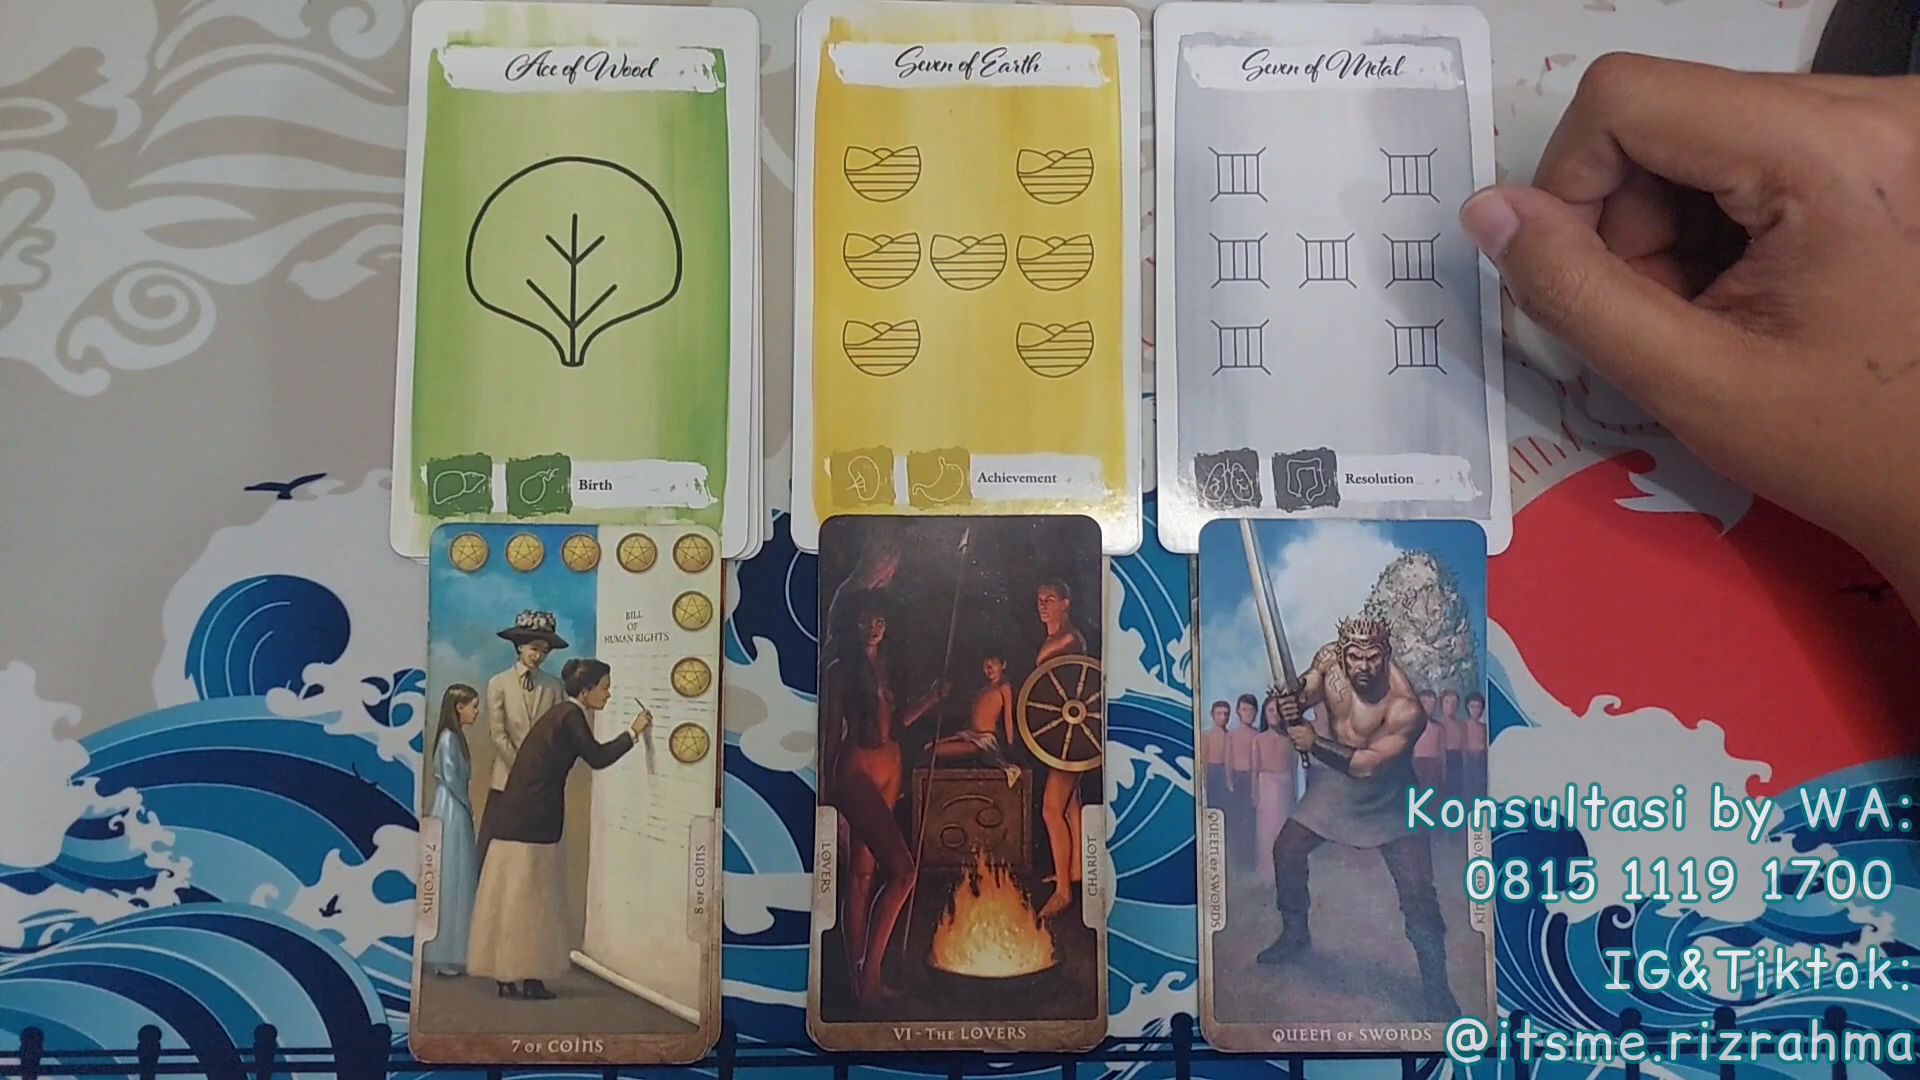 Ace of Wood
Seven of Earth
Seven of Metal
Birth
Achievement
Resolution
BILL
OF
HUMAN RIGHTS
7 OF COINS
8 OF COINS
7 OF COINS
LOVERS
CHARIOT
VI - THE LOVERS
QUEEN OF SWORDS
QUEEN OF SWORDS
Konsultasi by WA:
0815 1119 1700
IG&Tiktok:
@itsme.rizrahma